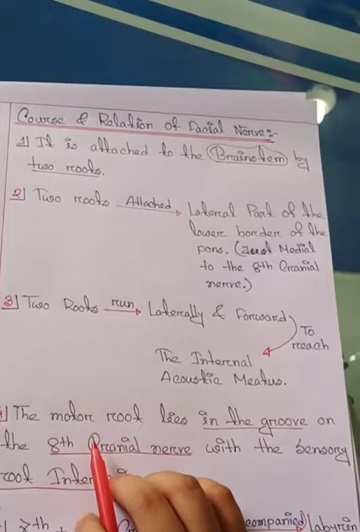 Course & Relation of Facial Nerve:-
1) It is attached to the Brainstem by
two roots.
2) Two roots Attached Lateral Part of the
lower border of the
pons. (Just Medial
to the 8th Cranial
nerve.)
3) Two Roots run Laterally & Forward
To
reach
The Internal
Acoustic Meatus.
The motor root lies in the groove on
the 8th Cranial nerve with the sensory
root
companied